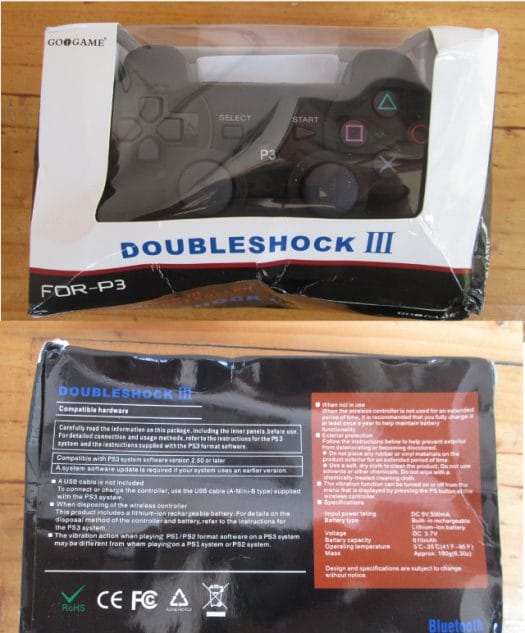 GOIGAME®
SELECT
START
P3
DOUBLESHOCK III
FOR-P3
GOIGAME
DOUBLESHOCK III
Compatible hardware
Carefully read the information on this package, including the inner panels, before use.
For detailed connection and usage methods, refer to the instructions for the PS3
system and the instructions supplied with the PS3 format software.
Compatible with PS3 system software version 2.50 or later
A system software update is required if your system uses an earlier version.
A USB cable is not included
To connect or charge the controller, use the USB cable (A-Mini-B type) supplied
with the PS3 system.
When disposing of the wireless controller
This product includes a lithium-ion rechargeable battery. For details on the
disposal method of the controller and battery, refer to the instructions
for the PS3 system.
The vibration action when playing PS1/PS2 format software on a PS3 system
may be different from when playing on a PS1 system or PS2 system.
RoHS
CE FC
When not in use
When the wireless controller is not used for an extended
period of time, it is recommended that you fully charge it
at least once a year to help maintain battery
functionality.
Exterior protection
Follow the instructions below to help prevent exterior
from deteriorating or becoming discolored.
Do not place any rubber or vinyl materials on the
product exterior for an extended period of time
Use a soft, dry cloth to clean the product. Do not use
solvents or other chemicals. Do not wipe with a
chemically-treated cleaning cloth.
The vibration function can be turned on or off from the
menu that is displayed by pressing the PS button of the
wireless controller
Specifications
Input power teling DC 5V, 500mA
Battery type Built-in rechargeable
Lithium-ion battery
Voltage DC 3.7V
Battery capacity 610mAh
Operating temperature 5℃-35℃(41℉-95℉)
Mass Approx. 180g(6.30z)
Design and specifications are subject to change
without notice.
Bluetooth